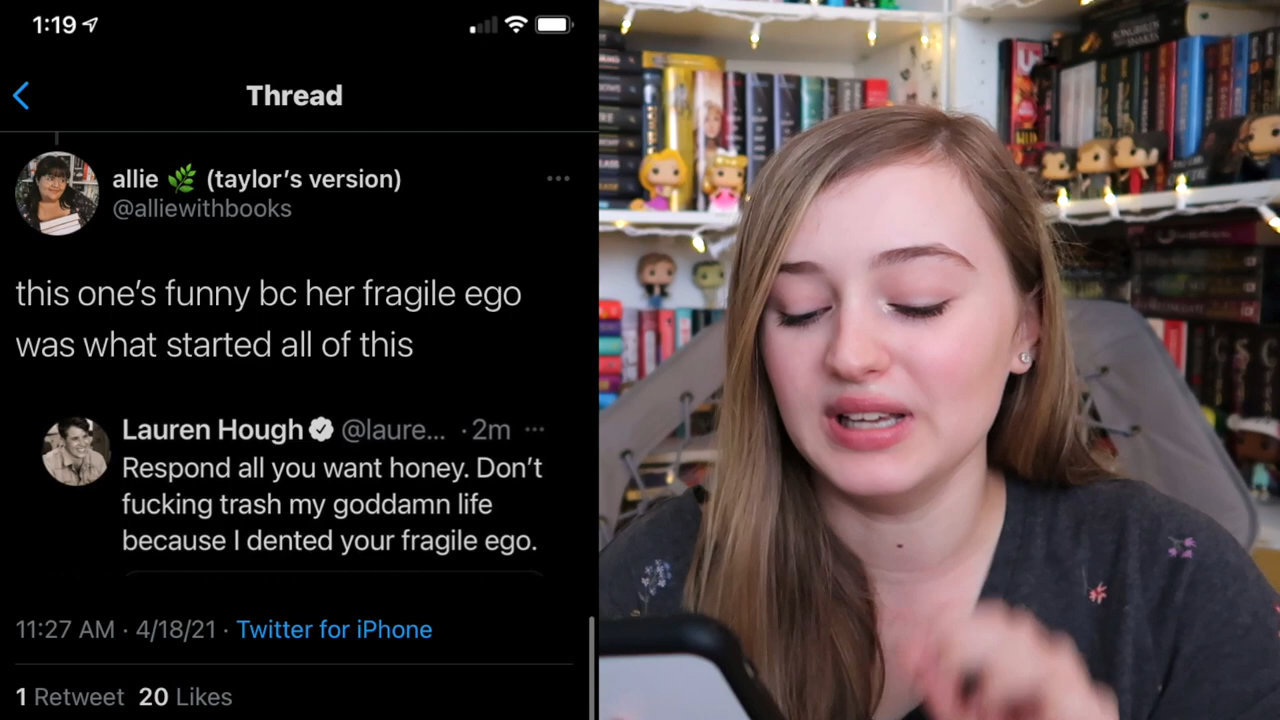 1:19
Thread
allie 🌿 (taylor's version)
@alliewithbooks
this one's funny bc her fragile ego
was what started all of this
Lauren Hough @laure... · 2m
Respond all you want honey. Don't
fucking trash my goddamn life
because I dented your fragile ego.
11:27 AM · 4/18/21 · Twitter for iPhone
1 Retweet 20 Likes